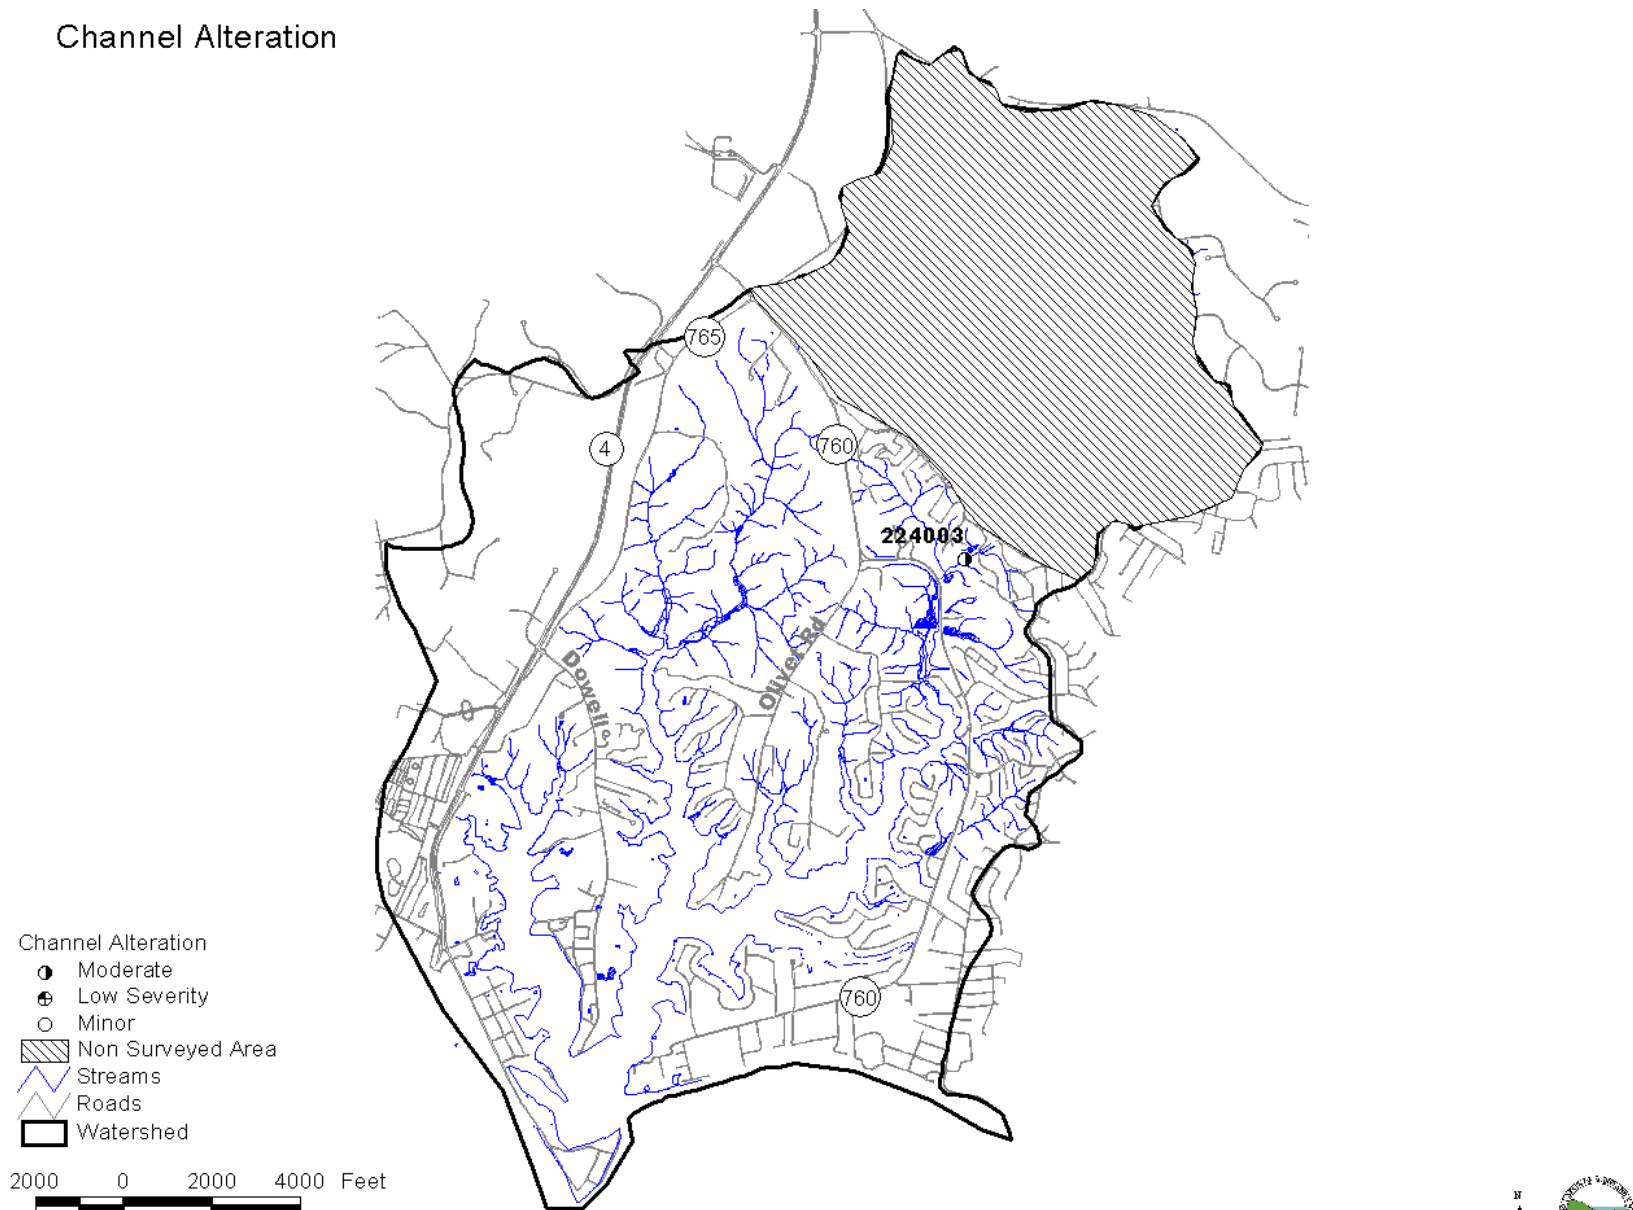 Channel Alteration
765
4
760
224003
Oliver Rd
Dowell
760
Channel Alteration
Moderate
Low Severity
Minor
Non Surveyed Area
Streams
Roads
Watershed
2000 0 2000 4000 Feet
N